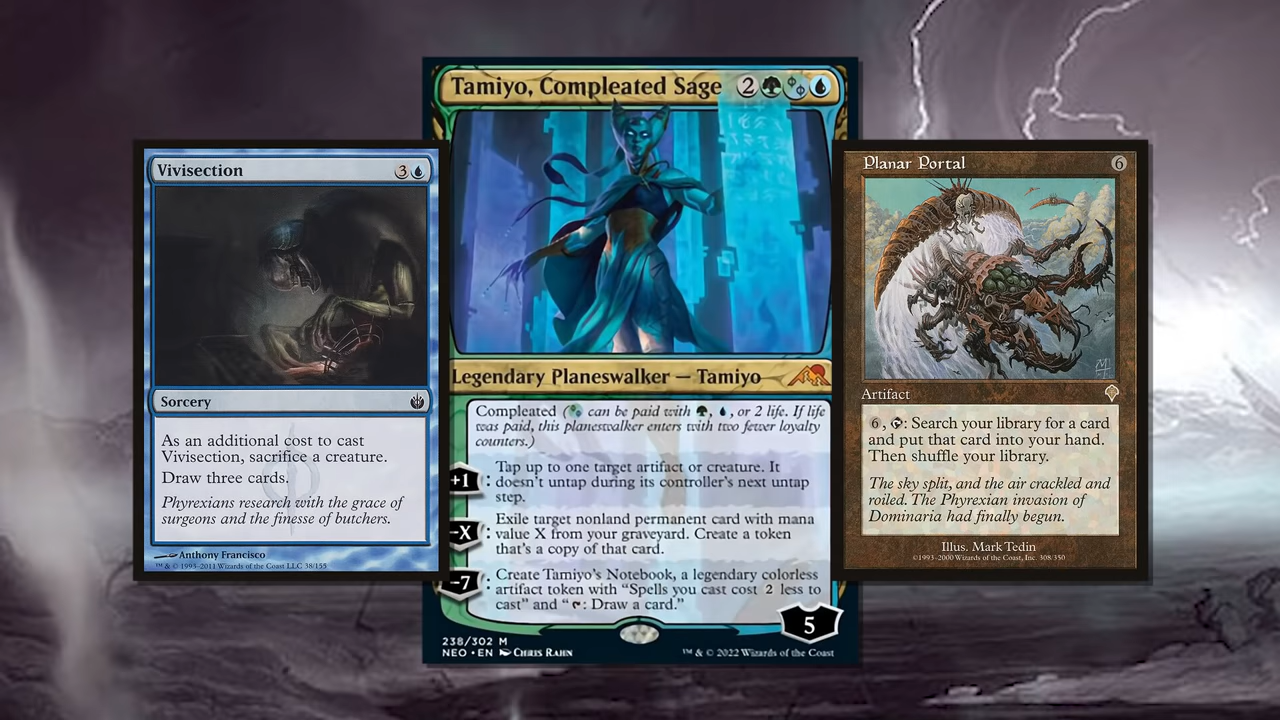 Vivisection 3
Sorcery
As an additional cost to cast
Vivisection, sacrifice a creature.
Draw three cards.
Phyrexians research with the grace of
surgeons and the finesse of butchers.
Anthony Francisco
™ & © 1993-2011 Wizards of the Coast LLC 38/155
Tamiyo, Compleated Sage 2
Legendary Planeswalker — Tamiyo
Compleated ( can be paid with , , or 2 life. If life
was paid, this planeswalker enters with two fewer loyalty
counters.)
+1 : Tap up to one target artifact or creature. It
doesn't untap during its controller's next untap
step.
-X : Exile target nonland permanent card with mana
value X from your graveyard. Create a token
that's a copy of that card.
-7 : Create Tamiyo's Notebook, a legendary colorless
artifact token with "Spells you cast cost 2 less to
cast" and " : Draw a card."
5
238/302 M
NEO • EN Chris Rahn
™ & © 2022 Wizards of the Coast
Planar Portal 6
Artifact
6, : Search your library for a card
and put that card into your hand.
Then shuffle your library.
The sky split, and the air crackled and
roiled. The Phyrexian invasion of
Dominaria had finally begun.
Illus. Mark Tedin
©1993-2000 Wizards of the Coast, Inc. 308/350